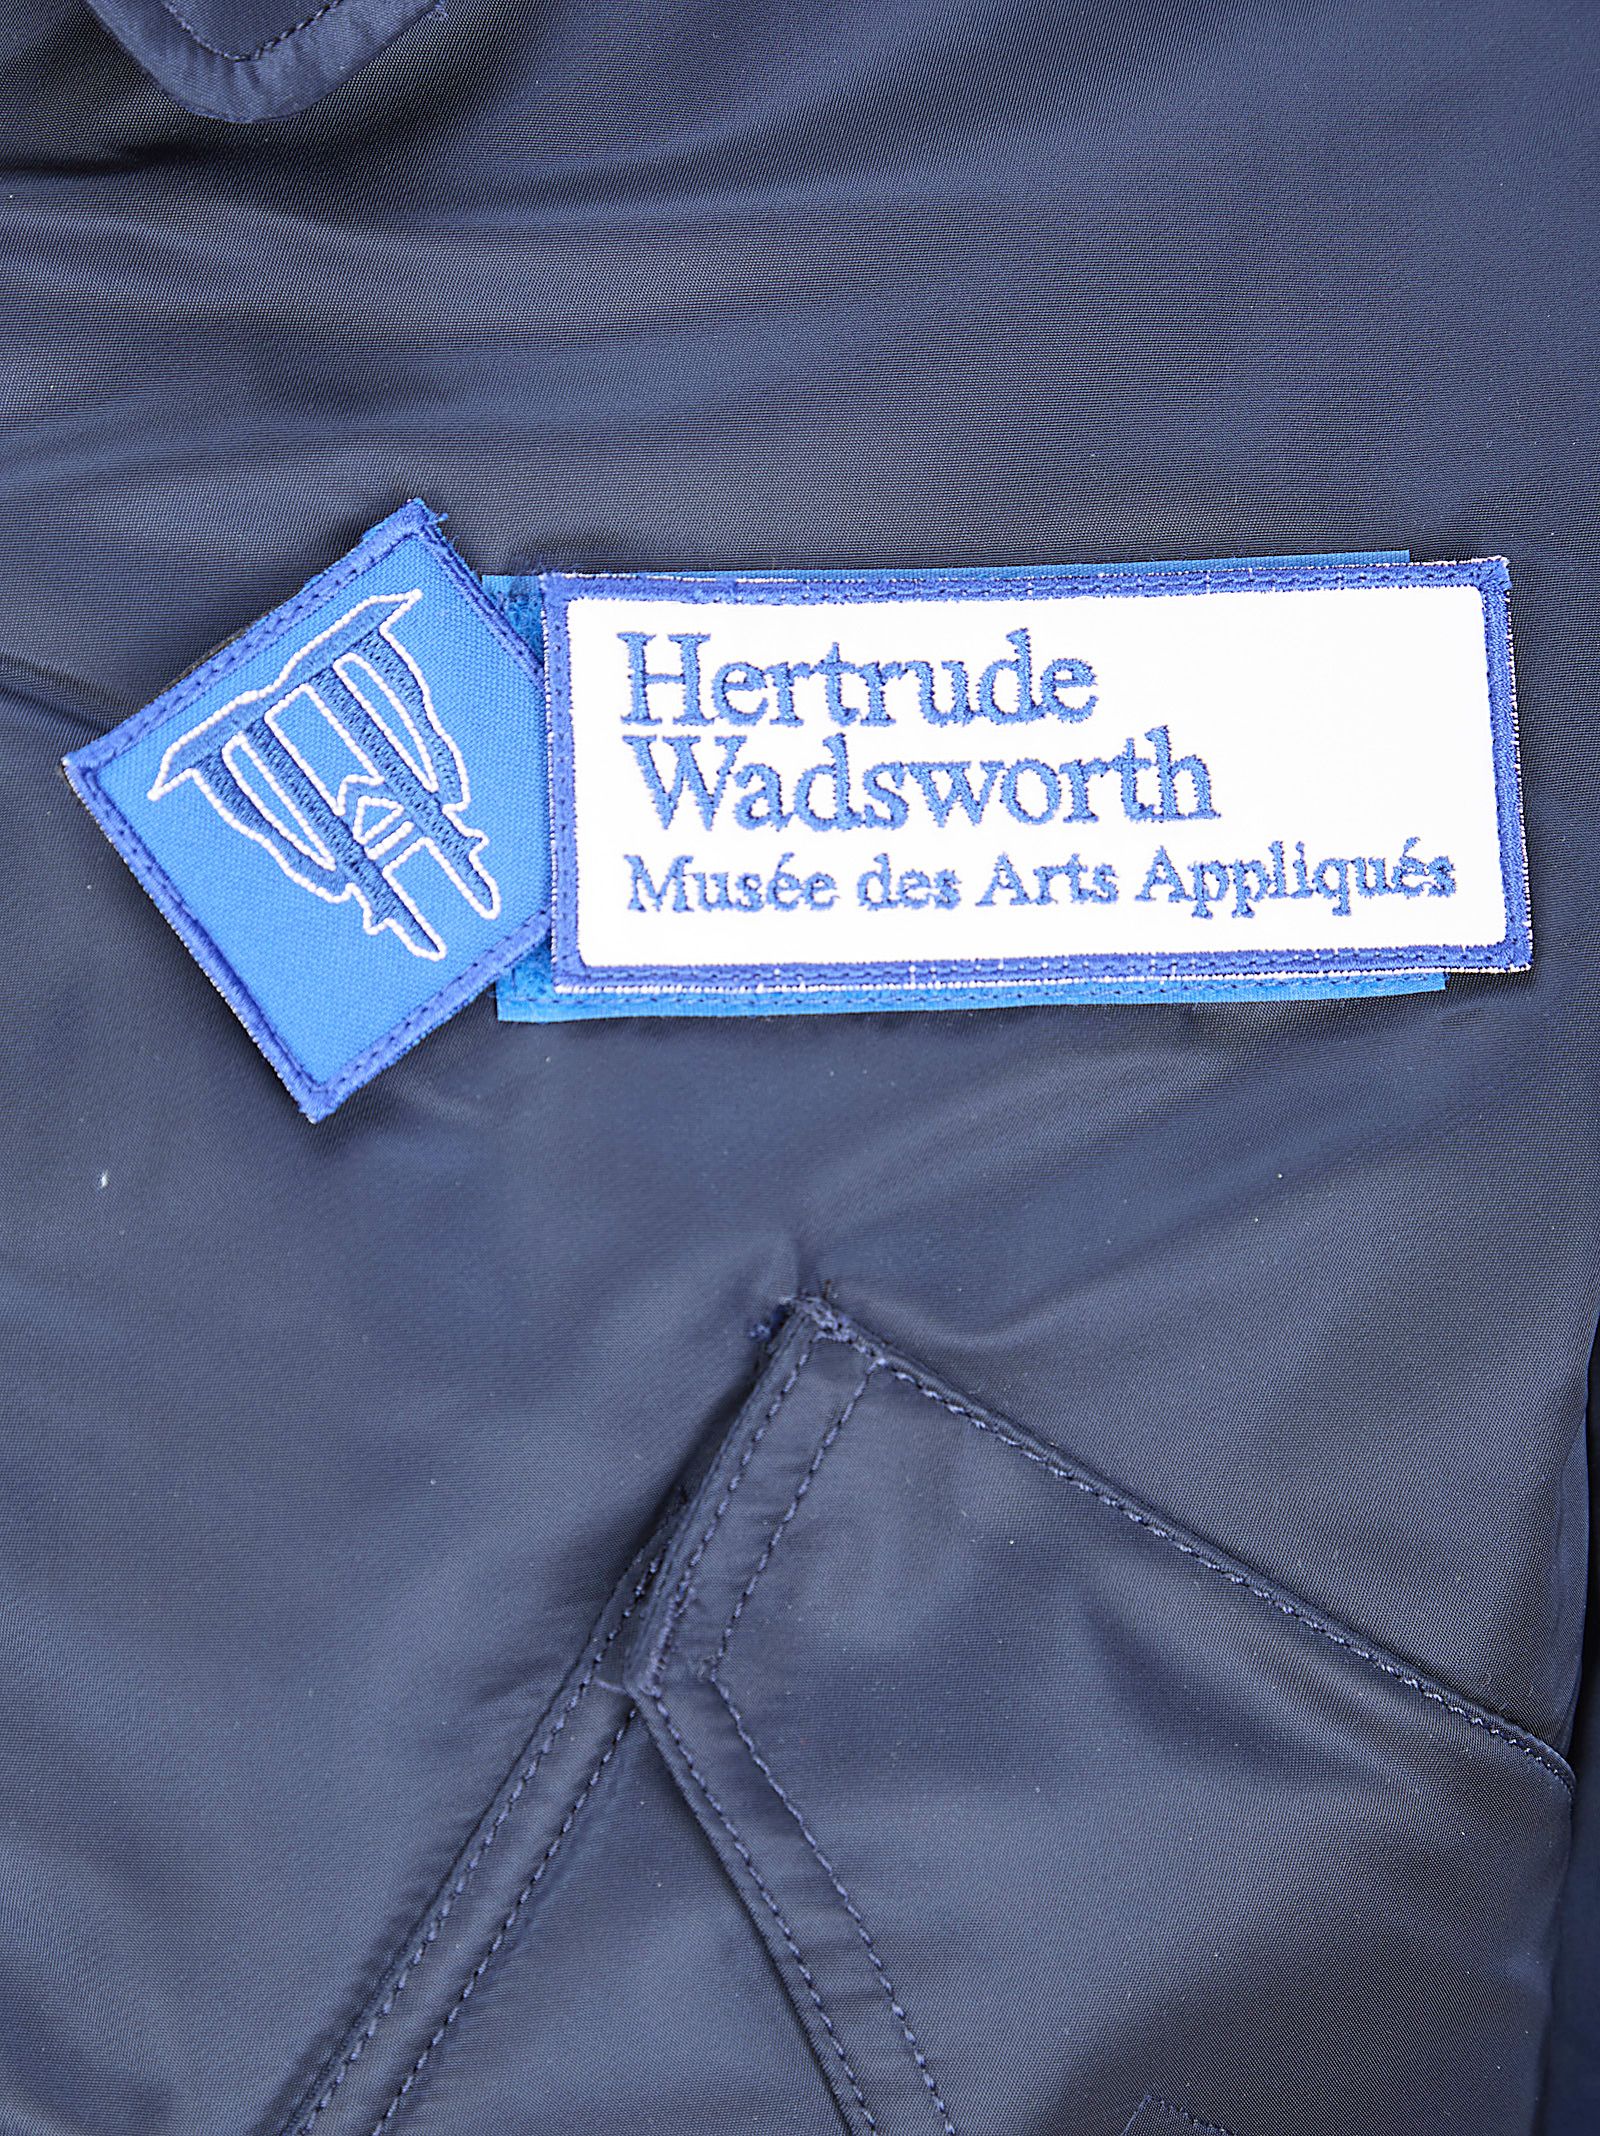 Hertrude
Wadsworth
Musée des Arts Appliqués